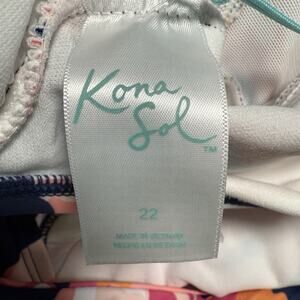 Kona
Sol
™
22
MADE IN VIETNAM
HECHO EN VIETNAM